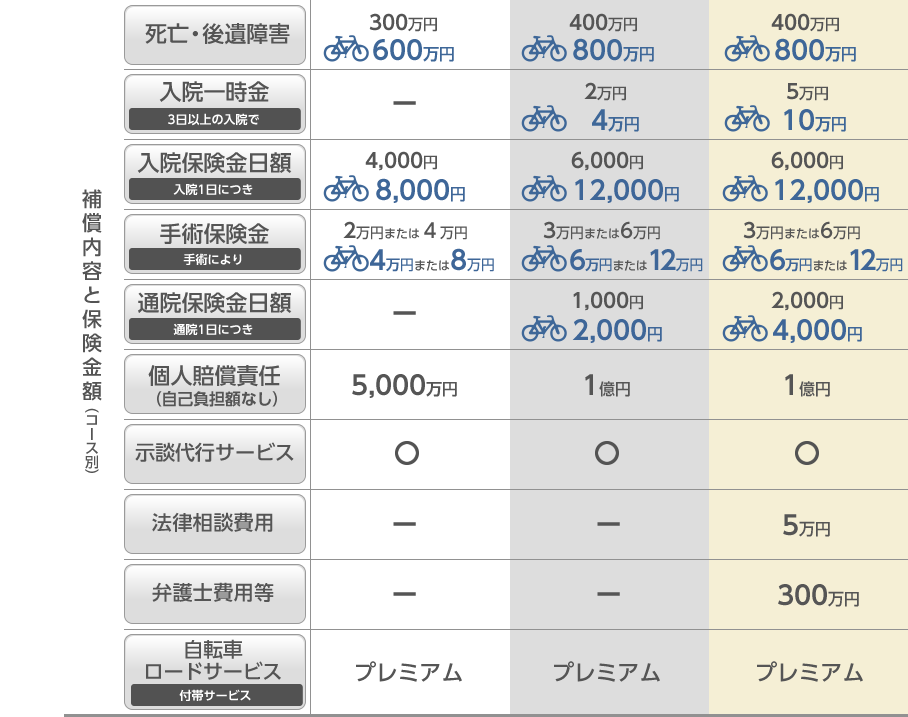 補償内容と保険金額（コース別）
死亡・後遺障害
300万円
600万円
400万円
800万円
400万円
800万円
入院一時金
3日以上の入院で
ー
2万円
4万円
5万円
10万円
入院保険金日額
入院1日につき
4,000円
8,000円
6,000円
12,000円
6,000円
12,000円
手術保険金
手術により
2万円または4万円
4万円または8万円
3万円または6万円
6万円または12万円
3万円または6万円
6万円または12万円
通院保険金日額
通院1日につき
ー
1,000円
2,000円
2,000円
4,000円
個人賠償責任
（自己負担額なし）
5,000万円
1億円
1億円
示談代行サービス
○
○
○
法律相談費用
ー
ー
5万円
弁護士費用等
ー
ー
300万円
自転車
ロードサービス
付帯サービス
プレミアム
プレミアム
プレミアム